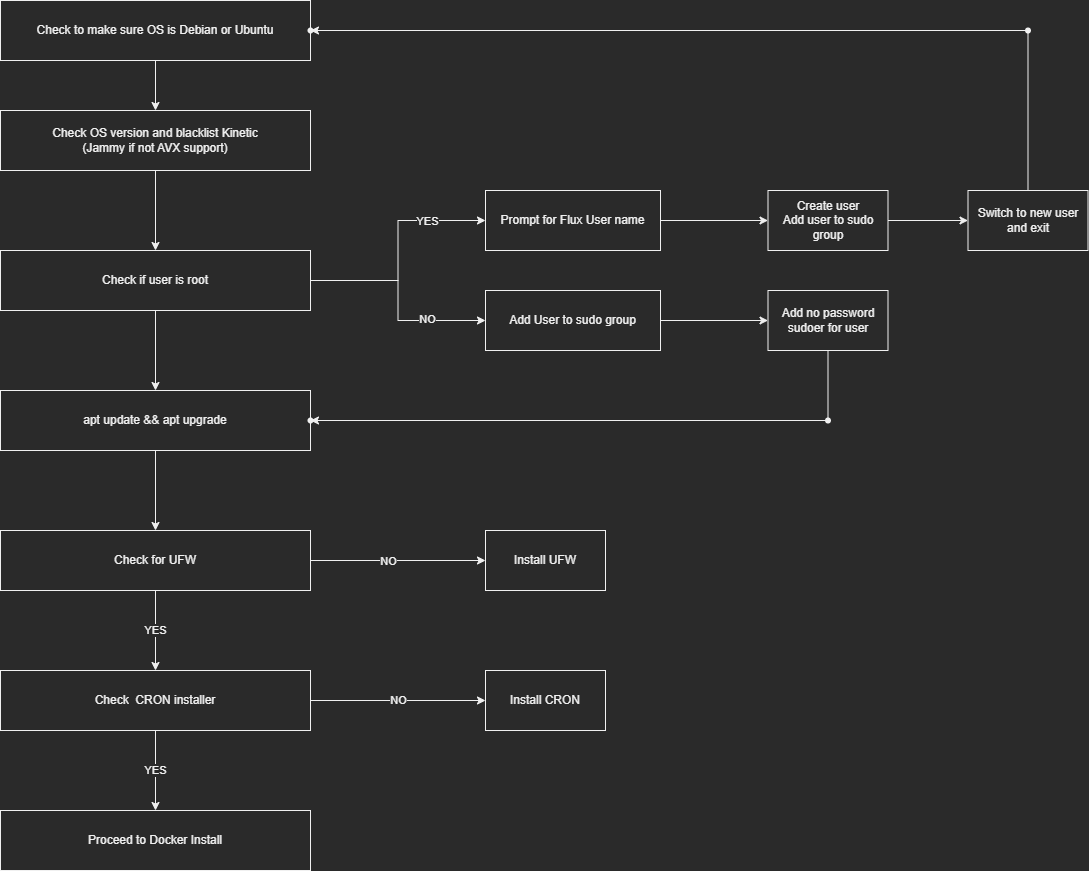 Check to make sure OS is Debian or Ubuntu
Check OS version and blacklist Kinetic
(Jammy if not AVX support)
Check if user is root
YES
Prompt for Flux User name
Create user
Add user to sudo
group
Switch to new user
and exit
NO
Add User to sudo group
Add no password
sudoer for user
apt update && apt upgrade
Check for UFW
NO
Install UFW
YES
Check  CRON installer
NO
Install CRON
YES
Proceed to Docker Install